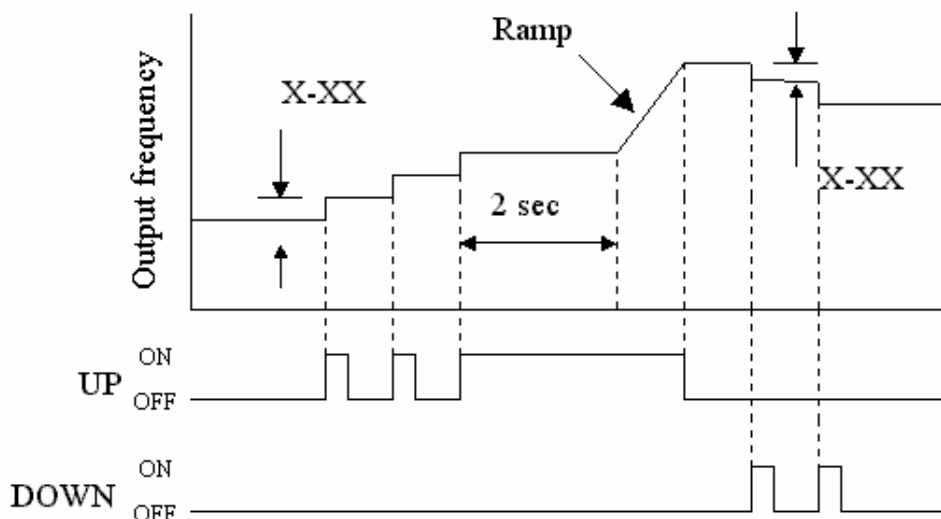 Ramp
X-XX
Output frequency
2 sec
X-XX
ON
UP
OFF
ON
DOWN
OFF